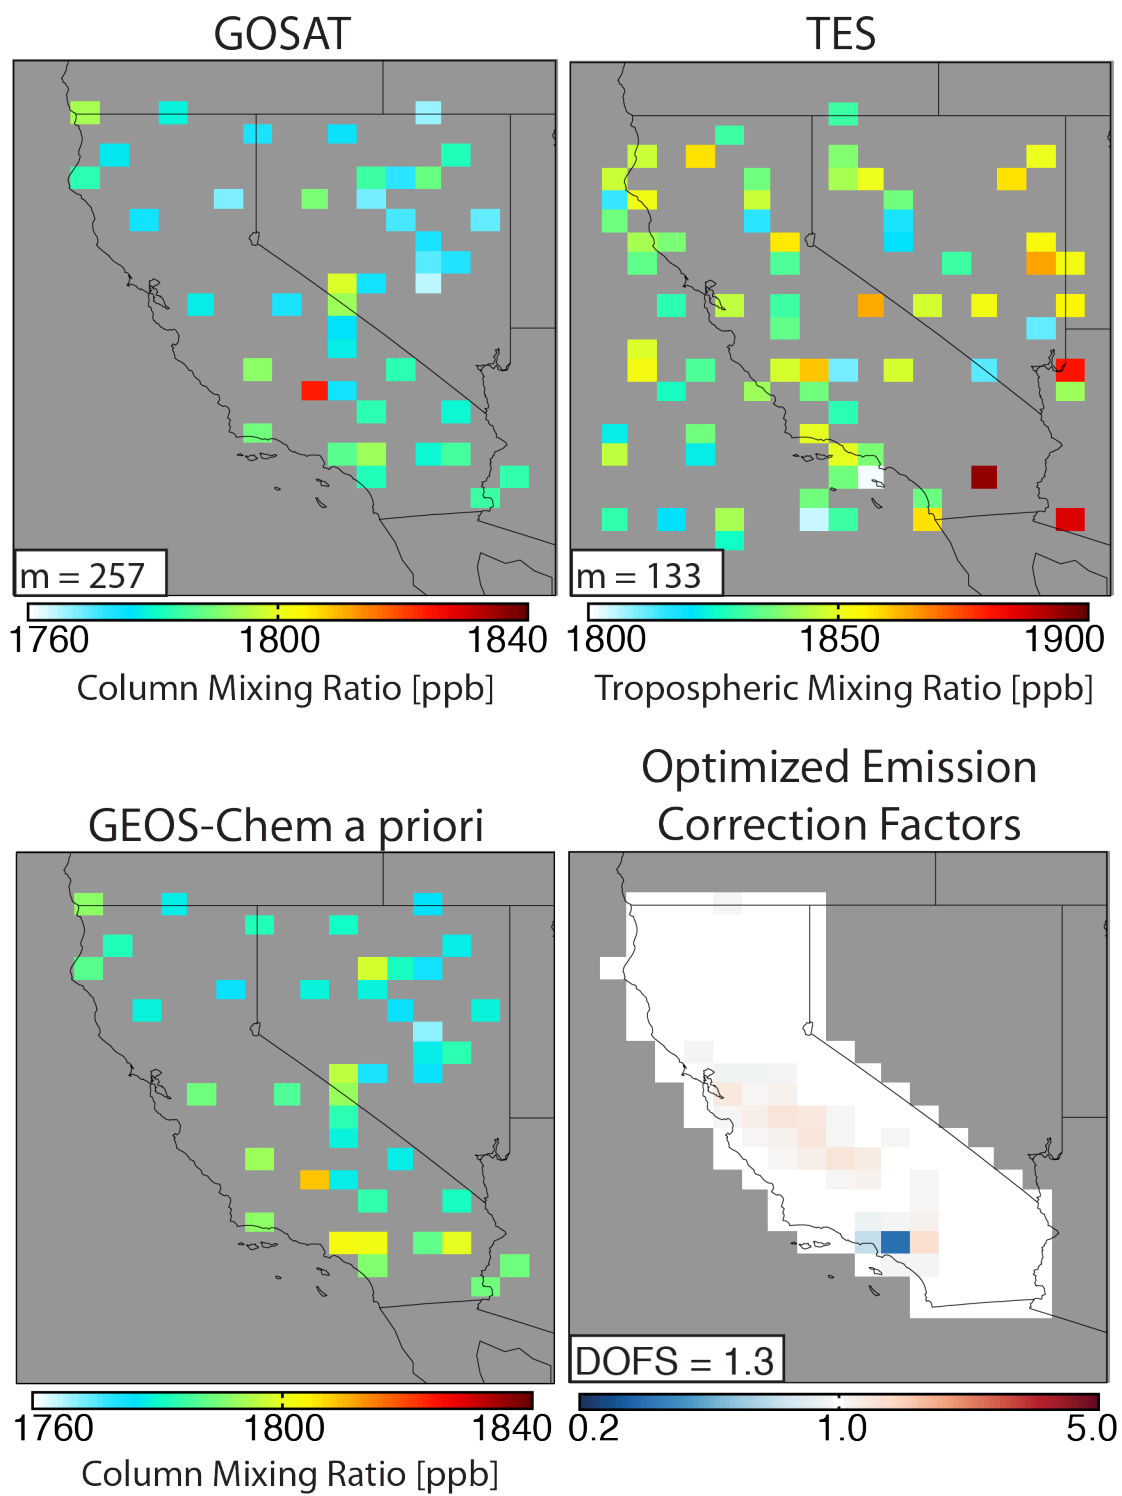 GOSAT
TES
m = 257
m = 133
1760 1800 1840
1800 1850 1900
Column Mixing Ratio [ppb]
Tropospheric Mixing Ratio [ppb]
Optimized Emission
Correction Factors
GEOS-Chem a priori
DOFS = 1.3
1760 1800 1840
0.2 1.0 5.0
Column Mixing Ratio [ppb]